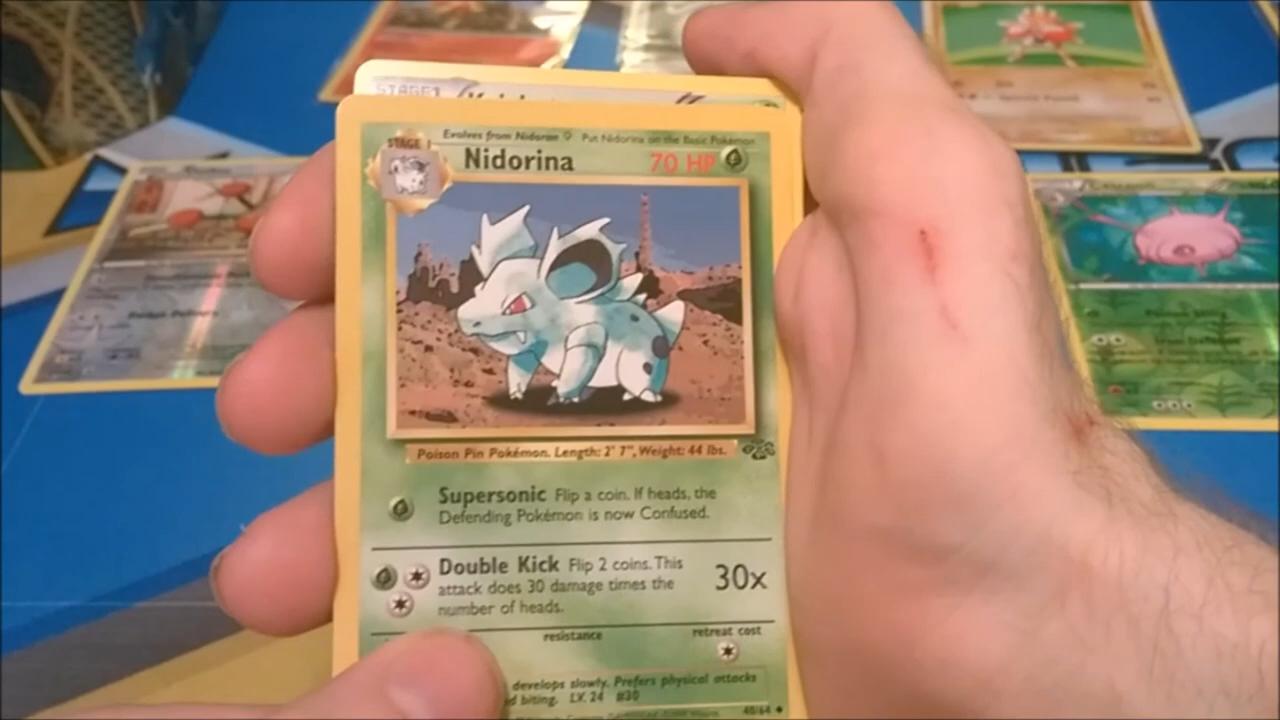 STAGE1
Evolves from Nidoran ♀ Put Nidorina on the Basic Pokémon
STAGE 1
Nidorina 70 HP
Poison Pin Pokémon. Length: 2' 7", Weight: 44 lbs.
Supersonic Flip a coin. If heads, the
Defending Pokémon is now Confused.
Double Kick Flip 2 coins. This
attack does 30 damage times the
number of heads.
30x
resistance retreat cost
develops slowly. Prefers physical attacks
biting. LV. 24 #30
40/64